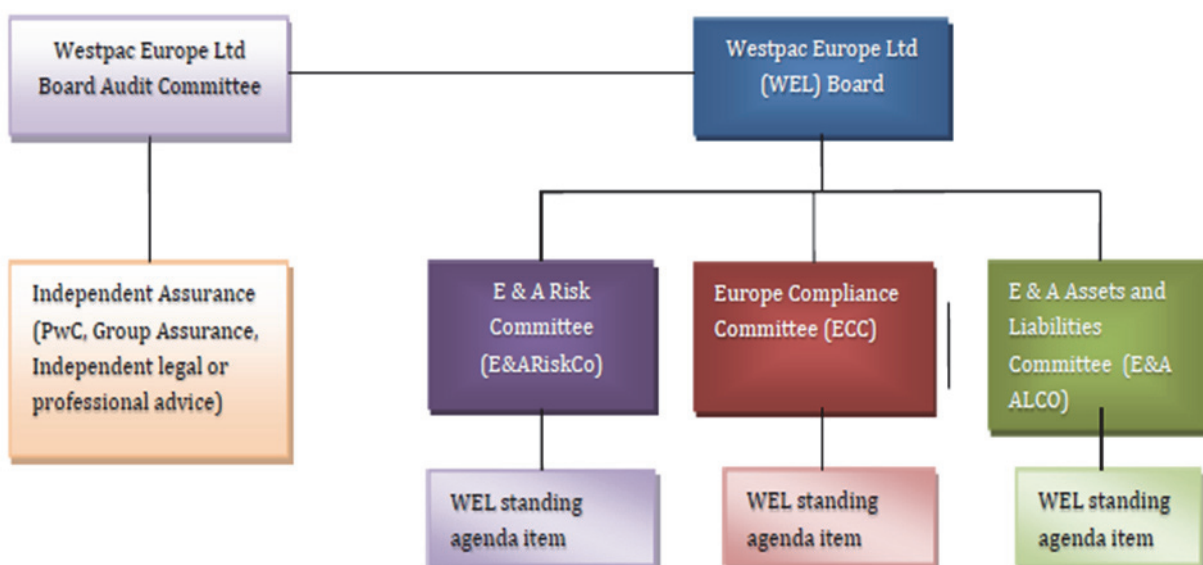 Westpac Europe Ltd
Board Audit Committee
Westpac Europe Ltd
(WEL) Board
Independent Assurance
(PwC, Group Assurance,
Independent legal or
professional advice)
E & A Risk
Committee
(E&ARiskCo)
Europe Compliance
Committee (ECC)
E & A Assets and
Liabilities
Committee (E&A
ALCO)
WEL standing
agenda item
WEL standing
agenda item
WEL standing
agenda item